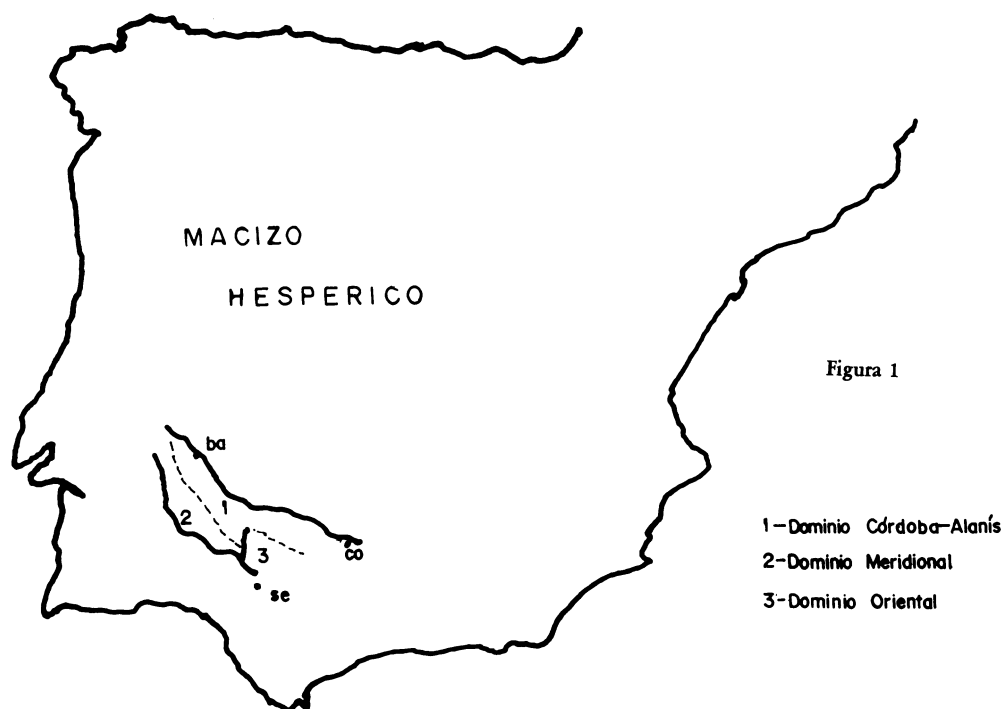 MACIZO
HESPERICO
Figura 1
ba
1
2
3
co
se
1-Dominio Córdoba-Alanís
2-Dominio Meridional
3-Dominio Oriental